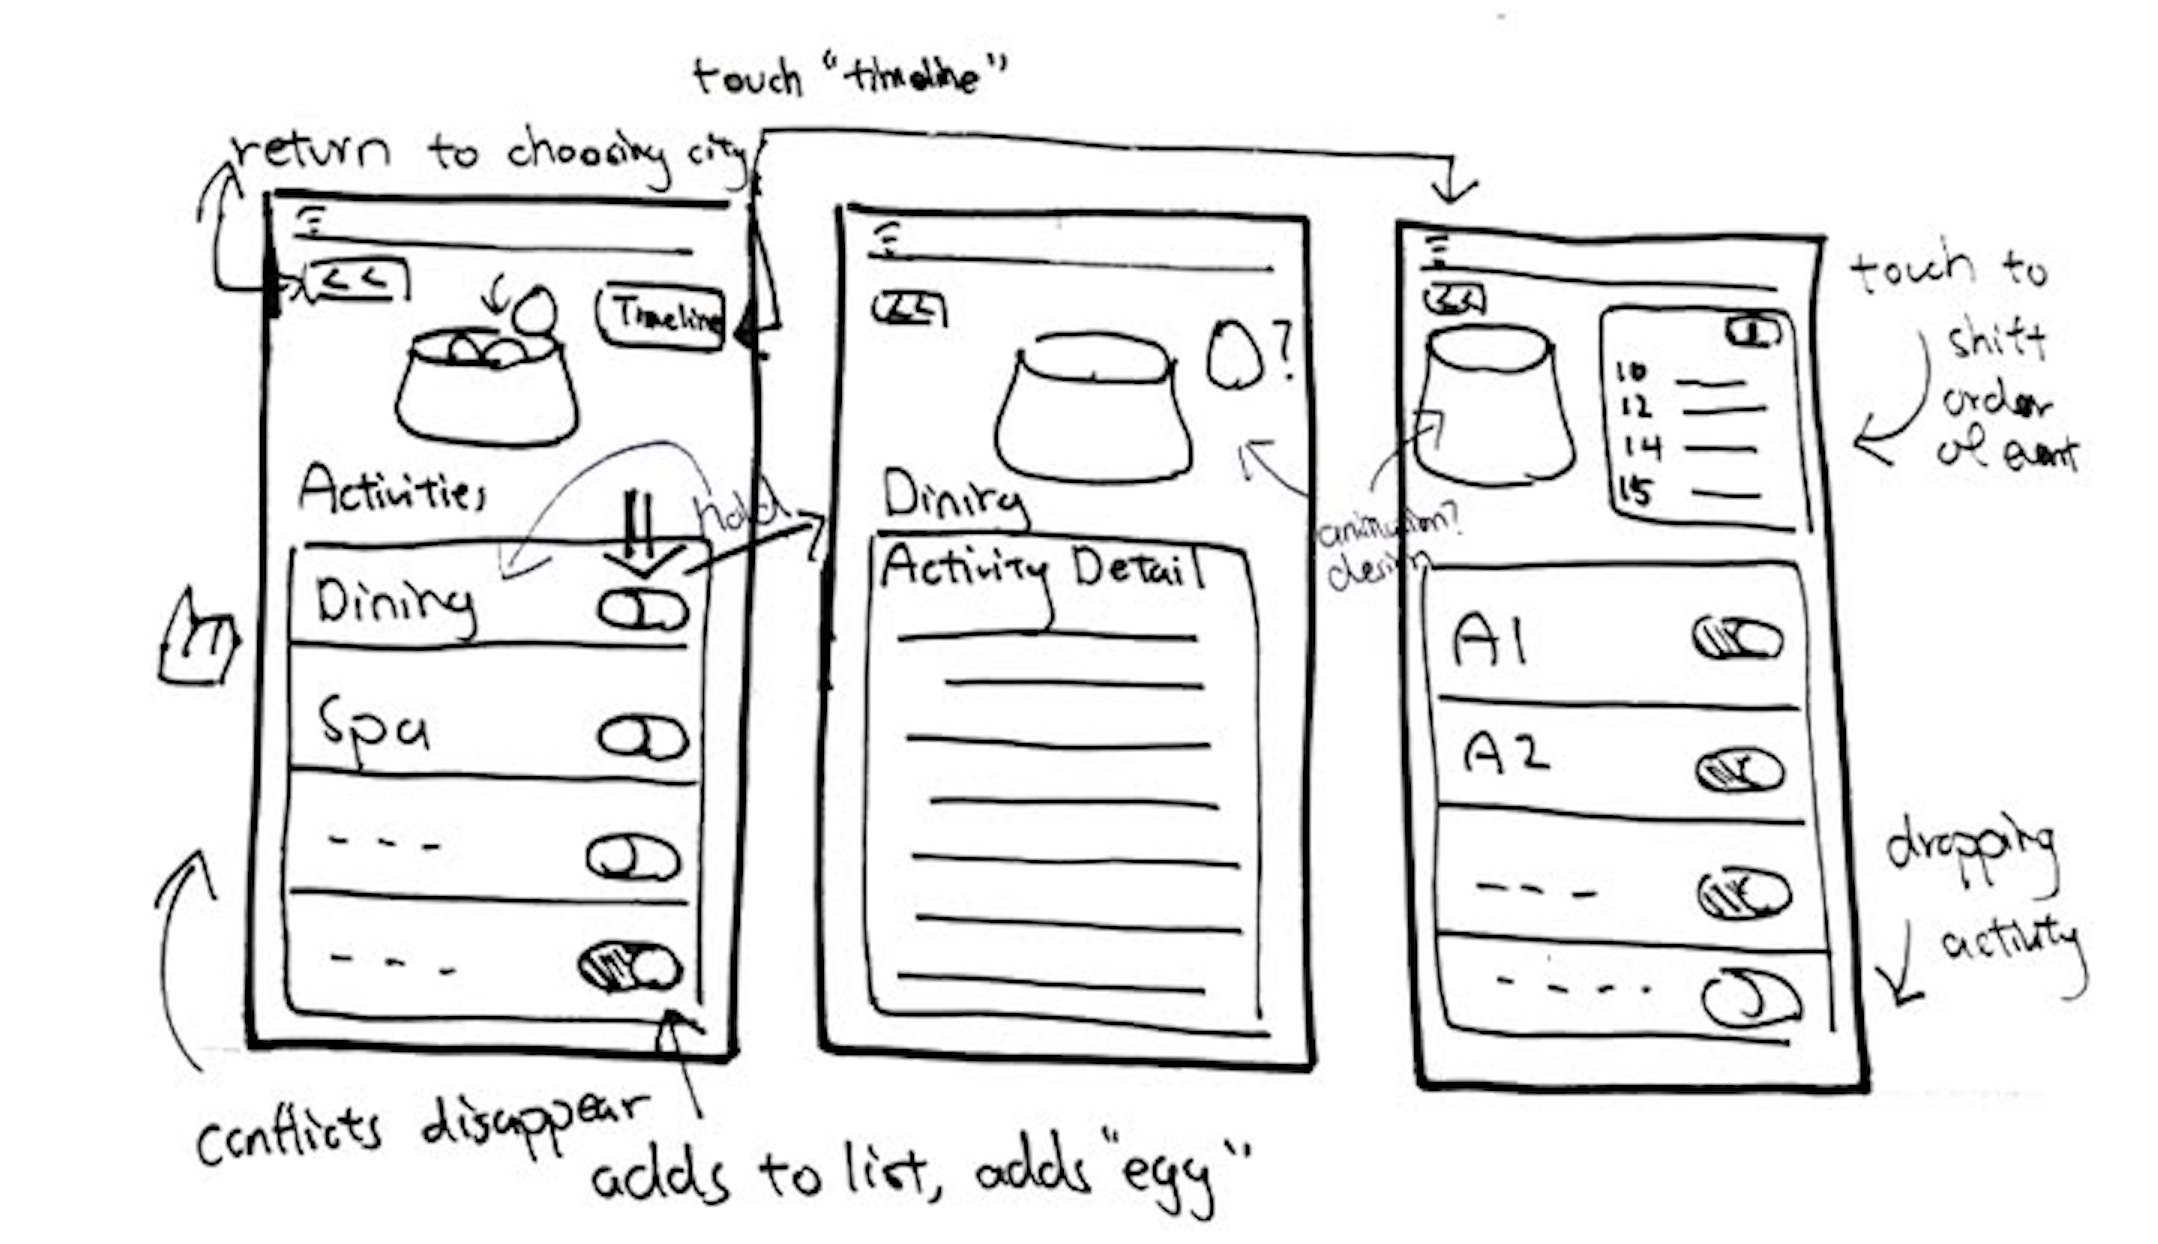 touch "timeline"
return to choosing city
<<
Timeline
Activities
hold
Dining
Spa
- - -
- - -
conflicts disappear
adds to list, adds "egg"
<<
?
Dining
Activity Detail
animation?
design
<<
10
12
14
15
touch to
shift
order
of event
A1
A2
- - -
- - - -
dropping
activity